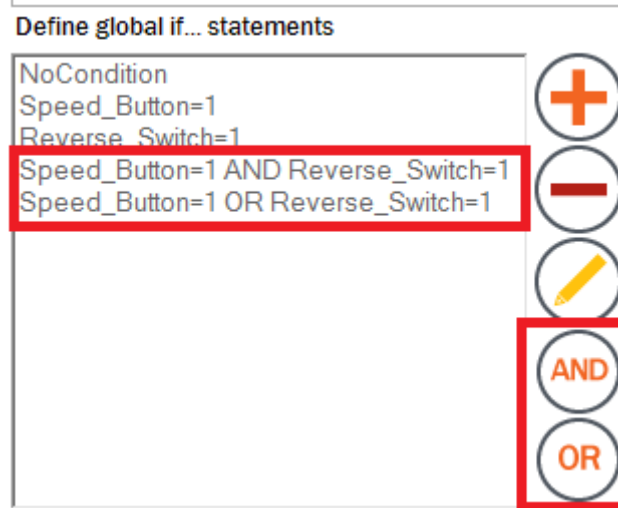 Define global if... statements
NoCondition
Speed_Button=1
Reverse_Switch=1
Speed_Button=1 AND Reverse_Switch=1
Speed_Button=1 OR Reverse_Switch=1
AND
OR